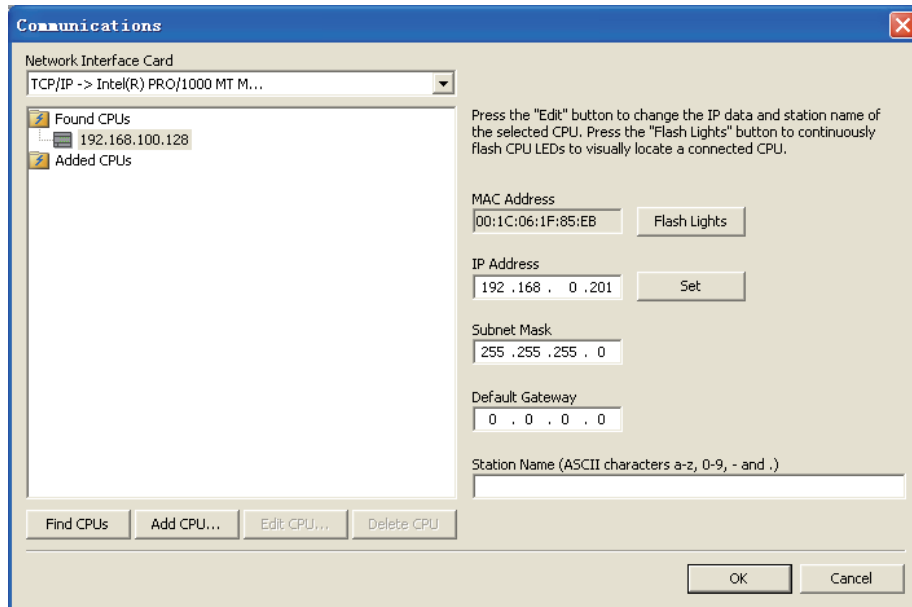 Communications
Network Interface Card
TCP/IP -> Intel(R) PRO/1000 MT M...
Found CPUs
192.168.100.128
Added CPUs
Press the "Edit" button to change the IP data and station name of
the selected CPU. Press the "Flash Lights" button to continuously
flash CPU LEDs to visually locate a connected CPU.
MAC Address
00:1C:06:1F:85:EB
Flash Lights
IP Address
192 .168 . 0 .201
Set
Subnet Mask
255 .255 .255 . 0
Default Gateway
0 . 0 . 0 . 0
Station Name (ASCII characters a-z, 0-9, - and .)
Find CPUs
Add CPU...
Edit CPU...
Delete CPU
OK
Cancel